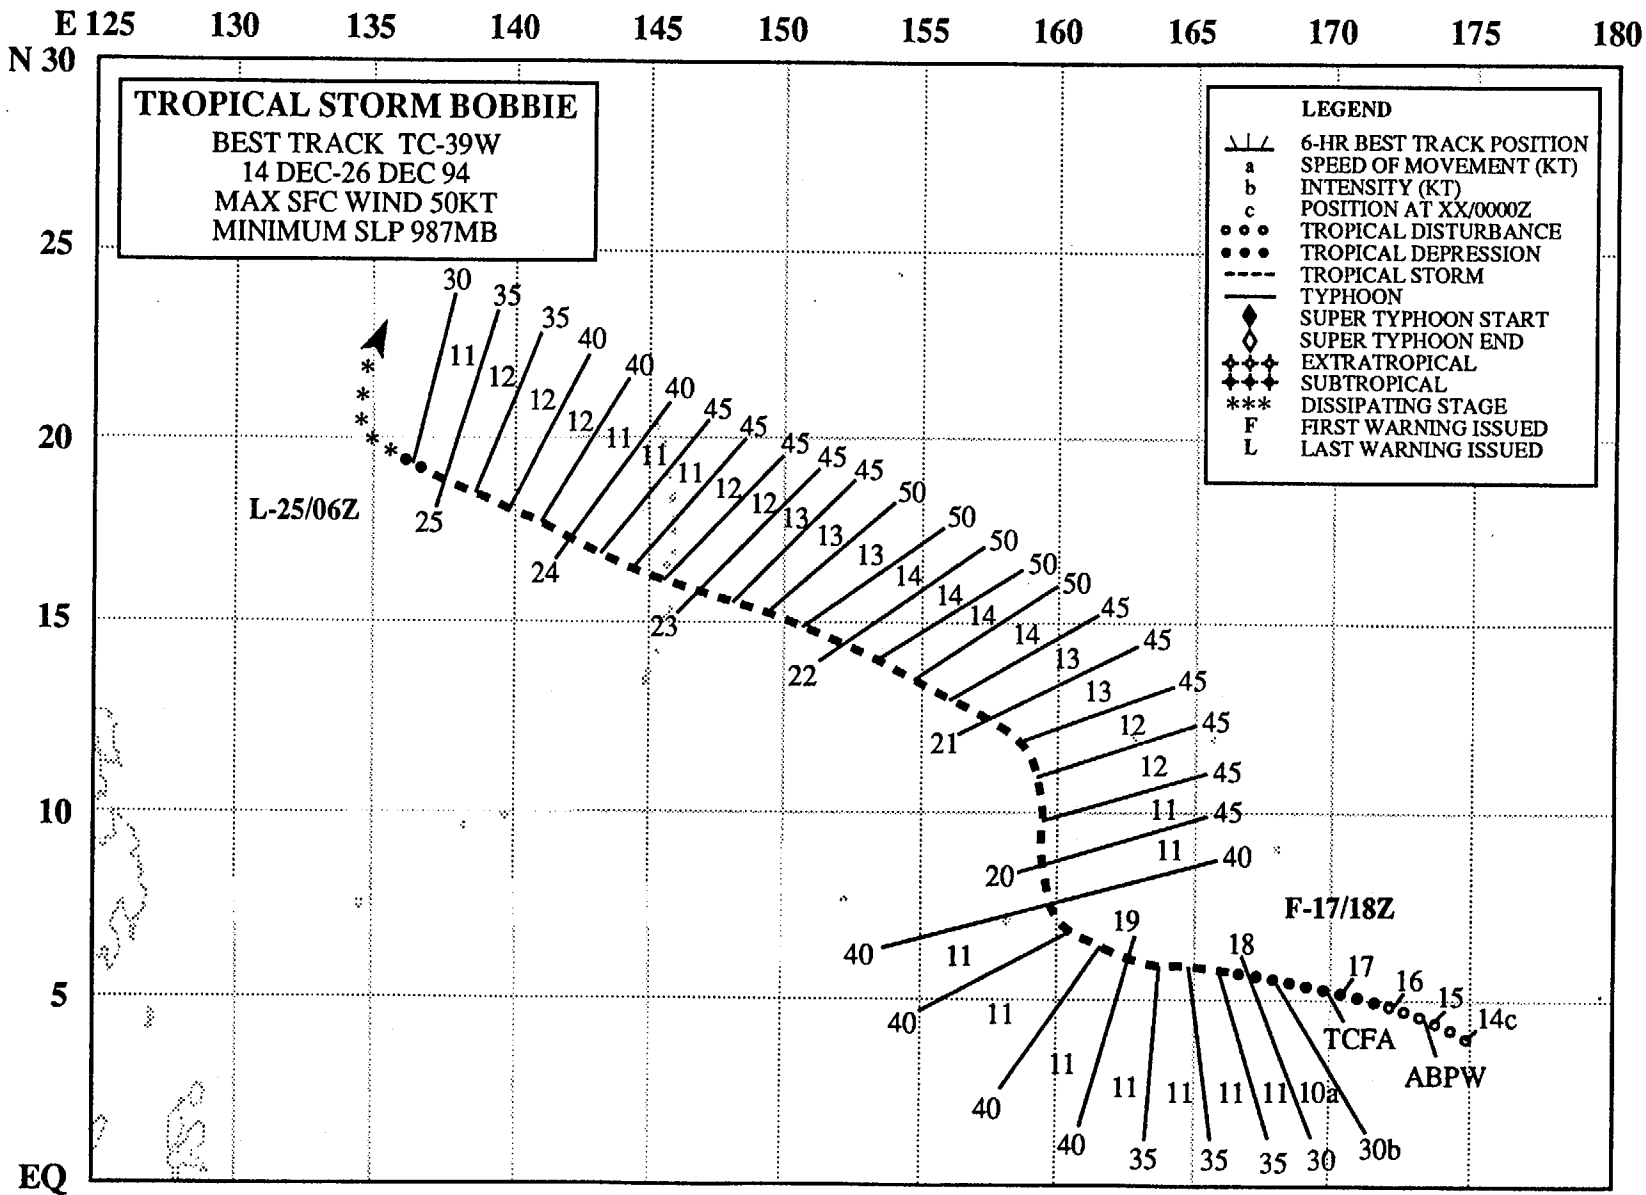 E 125 130 135 140 145 150 155 160 165 170 175 180
N 30
TROPICAL STORM BOBBIE
BEST TRACK TC-39W
14 DEC-26 DEC 94
MAX SFC WIND 50KT
MINIMUM SLP 987MB
LEGEND
6-HR BEST TRACK POSITION
a SPEED OF MOVEMENT (KT)
b INTENSITY (KT)
c POSITION AT XX/0000Z
TROPICAL DISTURBANCE
TROPICAL DEPRESSION
TROPICAL STORM
TYPHOON
SUPER TYPHOON START
SUPER TYPHOON END
EXTRATROPICAL
SUBTROPICAL
*** DISSIPATING STAGE
F FIRST WARNING ISSUED
L LAST WARNING ISSUED
25
20
15
10
5
EQ
30
35
35
40
40
40
45
45
45
45
45
50
50
50
50
50
45
45
45
45
45
45
40
11
12
12
12
11
11
11
12
12
13
13
13
14
14
14
14
13
13
12
12
11
11
L-25/06Z
25
24
23
22
21
20
19
18
17
16
15
14c
F-17/18Z
TCFA
ABPW
40
11
40
11
40
11
40
11
35
11
35
11
35
11
30
10a
30b